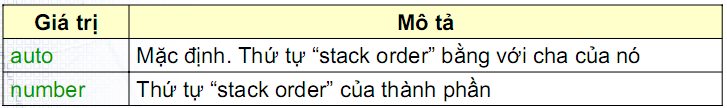 Giá trị Mô tả
auto Mặc định. Thứ tự “stack order” bằng với cha của nó
number Thứ tự “stack order” của thành phần